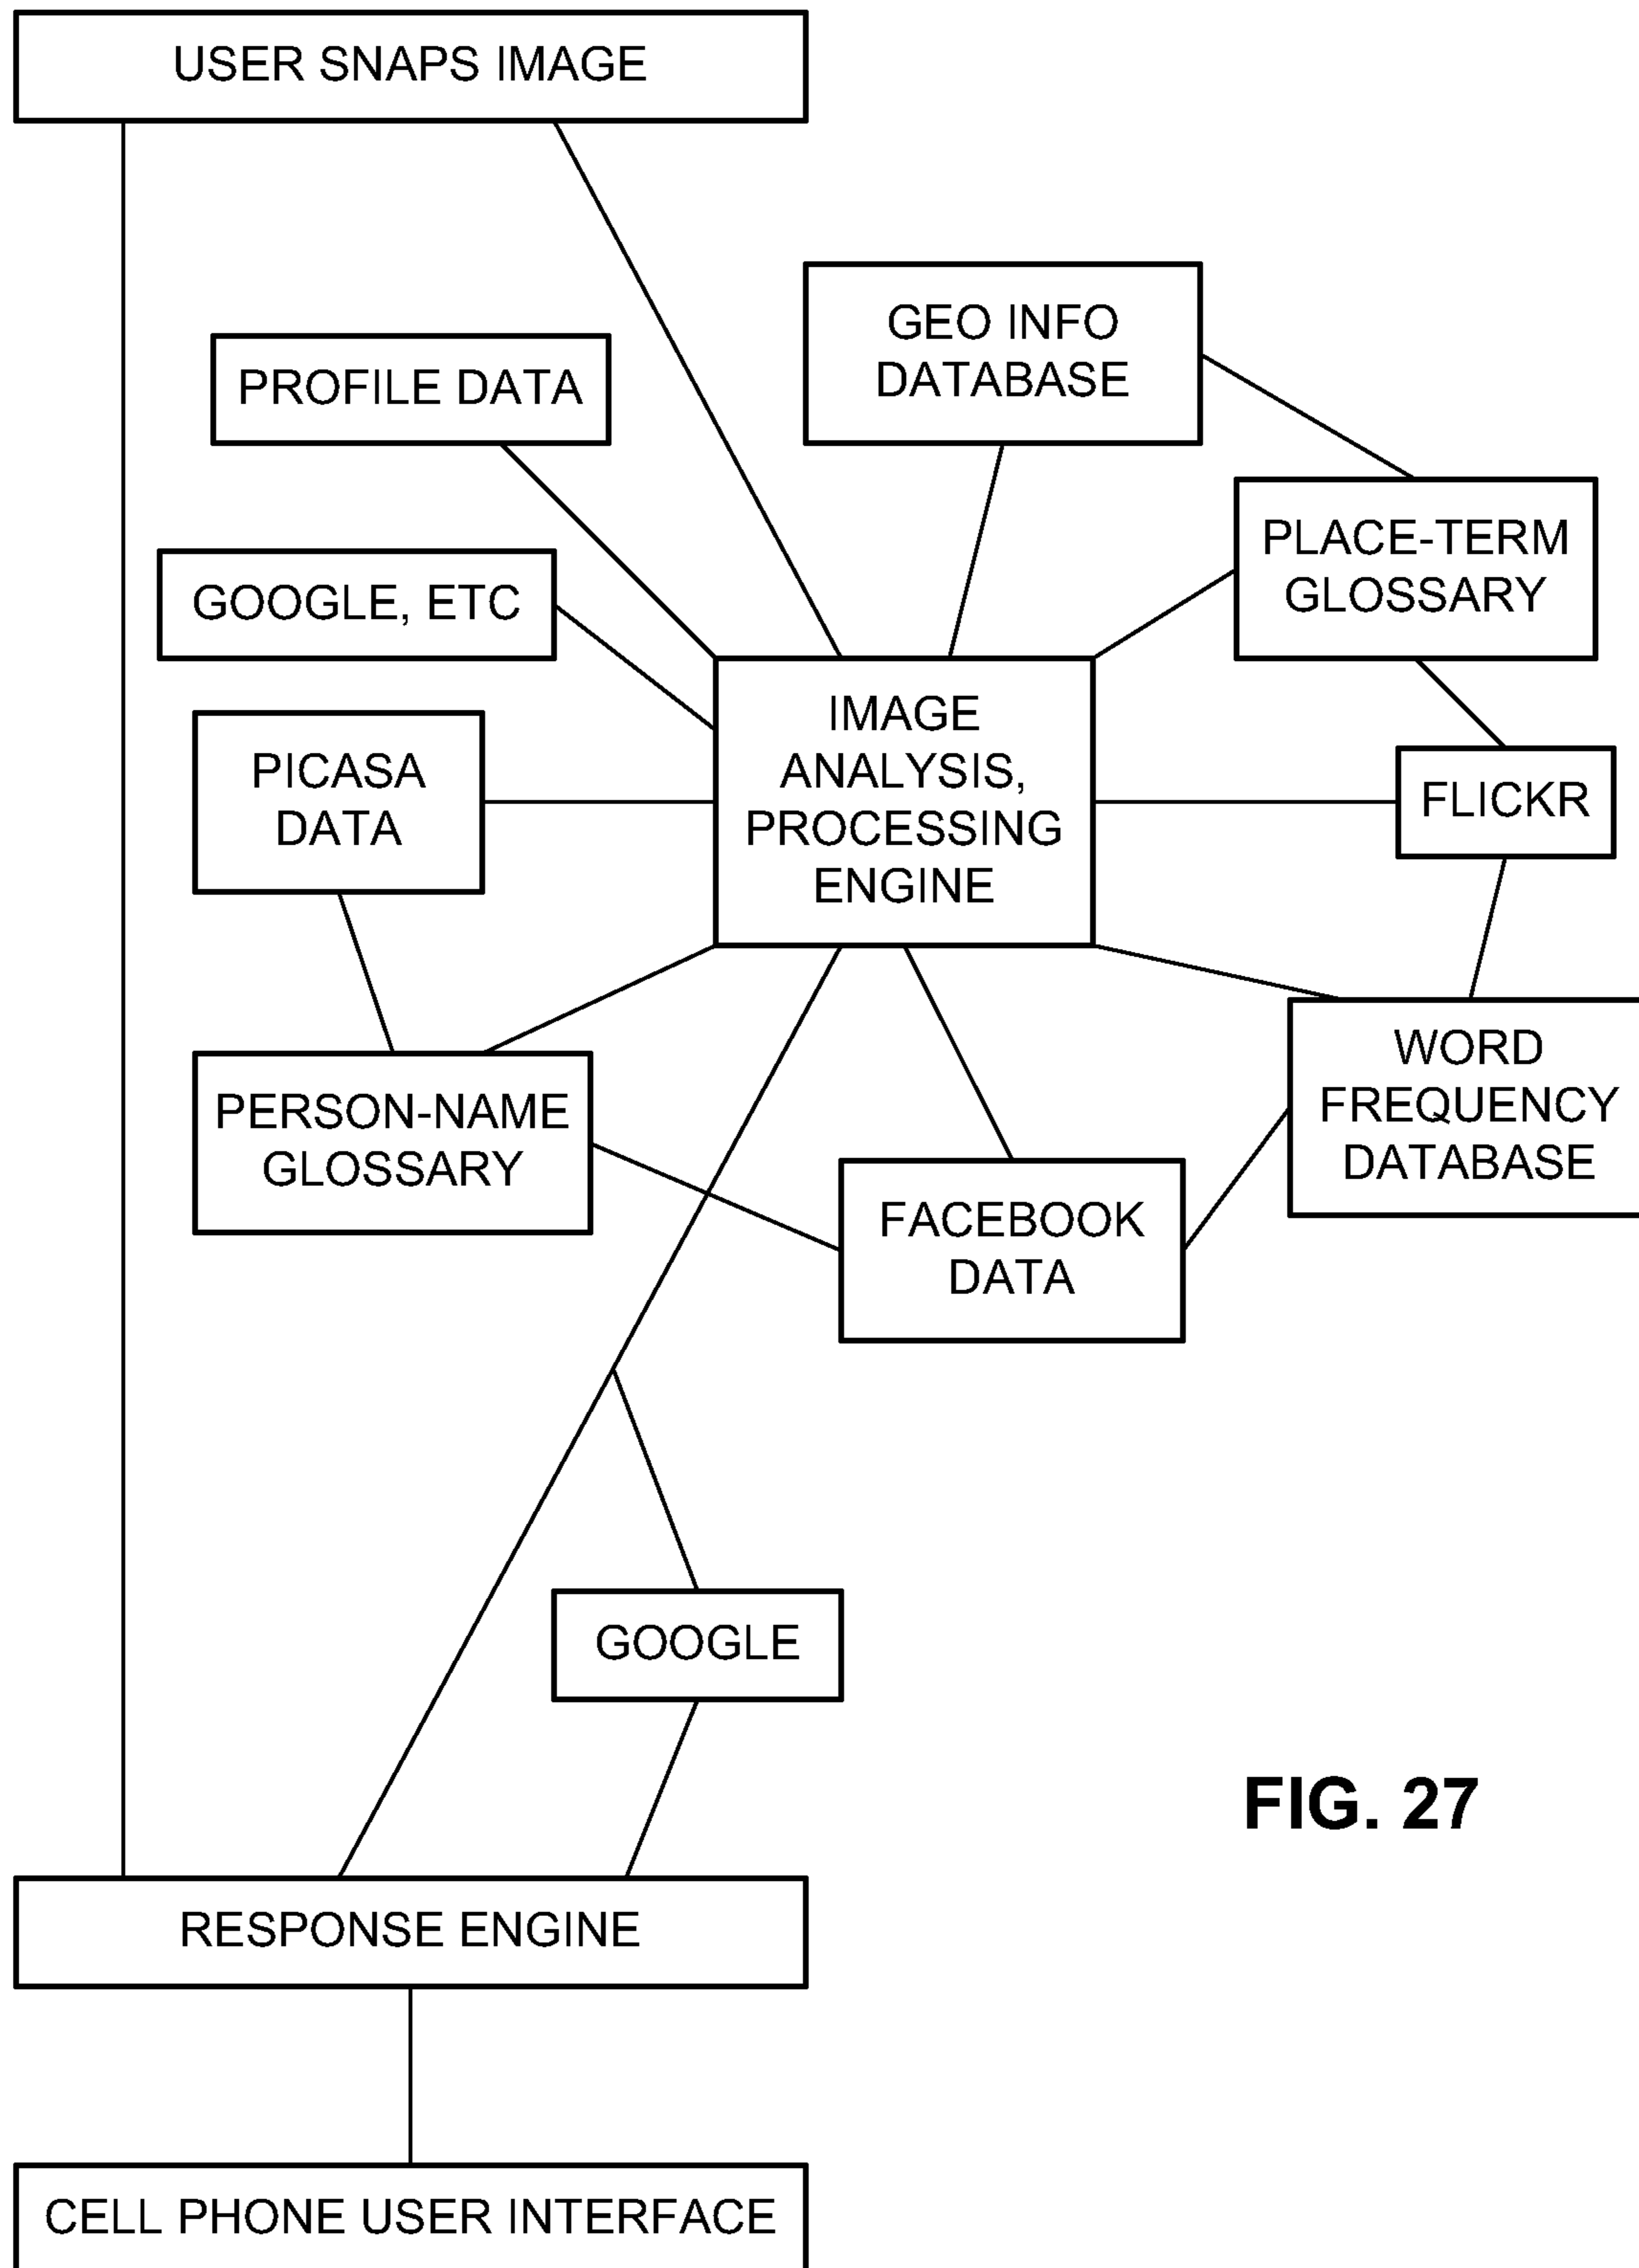 USER SNAPS IMAGE
GEO INFO
DATABASE
PROFILE DATA
PLACE-TERM
GLOSSARY
GOOGLE, ETC
IMAGE
ANALYSIS,
PROCESSING
ENGINE
PICASA
DATA
FLICKR
WORD
FREQUENCY
DATABASE
PERSON-NAME
GLOSSARY
FACEBOOK
DATA
GOOGLE
FIG. 27
RESPONSE ENGINE
CELL PHONE USER INTERFACE